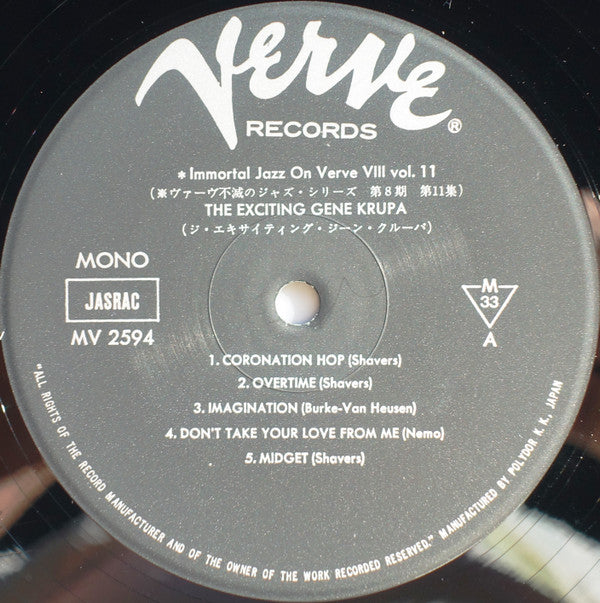 Verve
RECORDS ®
* Immortal Jazz On Verve VIII vol. 11
(※ヴァーヴ不滅のジャズ・シリーズ 第8期 第11集)
THE EXCITING GENE KRUPA
(ジ・エキサイティング・ジーン・クルーパ)
MONO
JASRAC
MV 2594
M
33
A
1. CORONATION HOP (Shavers)
2. OVERTIME (Shavers)
3. IMAGINATION (Burke-Van Heusen)
4. DON'T TAKE YOUR LOVE FROM ME (Nemo)
5. MIDGET (Shavers)
"ALL RIGHTS OF THE RECORD MANUFACTURER AND OF THE OWNER OF THE WORK RECORDED RESERVED." MANUFACTURED BY POLYDOR K. K., JAPAN